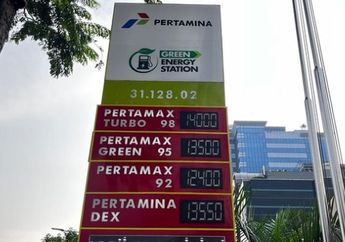 PERTAMINA
GREEN
ENERGY
STATION
31.128.02
PERTAMAX
TURBO 98 14000
PERTAMAX
GREEN 95 13500
PERTAMAX
92 12400
PERTAMINA
DEX 13550